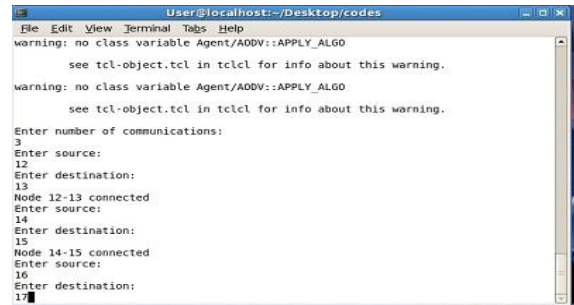 User@localhost:~/Desktop/codes
File Edit View Terminal Tabs Help
warning: no class variable Agent/AODV::APPLY_ALGO
see tcl-object.tcl in tclcl for info about this warning.
warning: no class variable Agent/AODV::APPLY_ALGO
see tcl-object.tcl in tclcl for info about this warning.
Enter number of communications:
3
Enter source:
12
Enter destination:
13
Node 12-13 connected
Enter source:
14
Enter destination:
15
Node 14-15 connected
Enter source:
16
Enter destination:
17